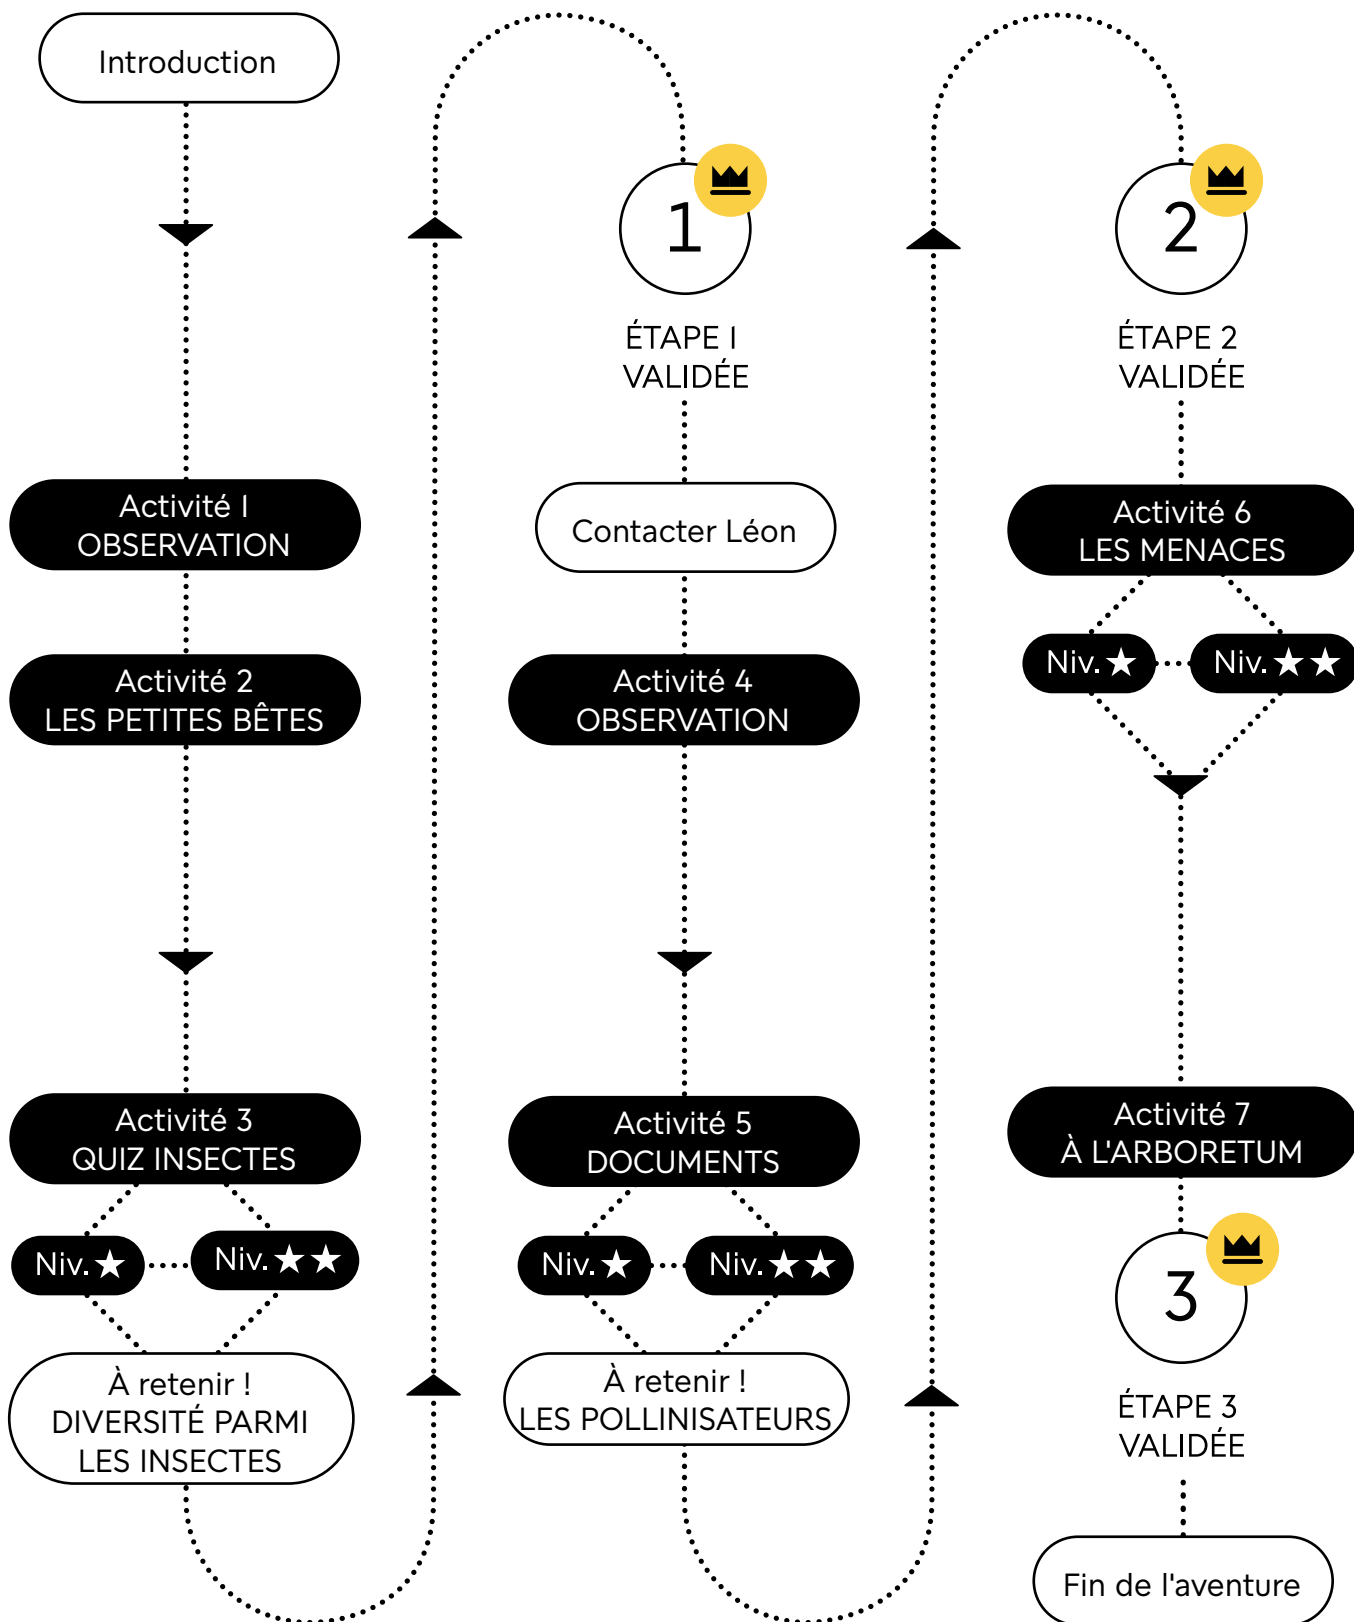 Introduction
Activité 1
OBSERVATION
Activité 2
LES PETITES BÊTES
Activité 3
QUIZ INSECTES
Niv. ★
Niv. ★★
À retenir !
DIVERSITÉ PARMI
LES INSECTES
1
ÉTAPE 1
VALIDÉE
Contacter Léon
Activité 4
OBSERVATION
Activité 5
DOCUMENTS
Niv. ★
Niv. ★★
À retenir !
LES POLLINISATEURS
2
ÉTAPE 2
VALIDÉE
Activité 6
LES MENACES
Niv. ★
Niv. ★★
Activité 7
À L'ARBORETUM
3
ÉTAPE 3
VALIDÉE
Fin de l'aventure